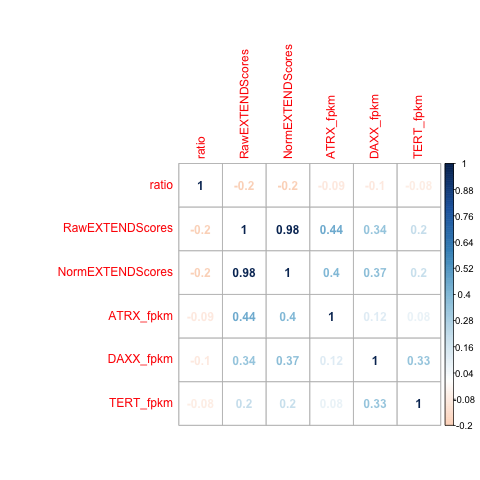 ratio
RawEXTENDScores
NormEXTENDScores
ATRX_fpkm
DAXX_fpkm
TERT_fpkm
ratio 1 -0.2 -0.2 -0.09 -0.1 -0.08
RawEXTENDScores -0.2 1 0.98 0.44 0.34 0.2
NormEXTENDScores -0.2 0.98 1 0.4 0.37 0.2
ATRX_fpkm -0.09 0.44 0.4 1 0.12 0.08
DAXX_fpkm -0.1 0.34 0.37 0.12 1 0.33
TERT_fpkm -0.08 0.2 0.2 0.08 0.33 1
1
0.88
0.76
0.64
0.52
0.4
0.28
0.16
0.04
-0.08
-0.2